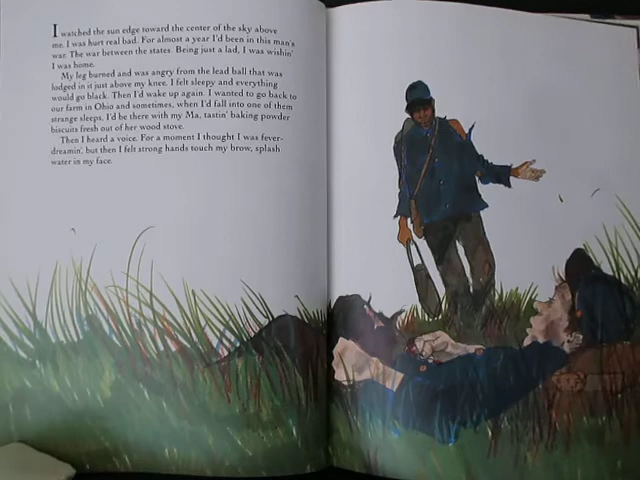 I watched the sun edge toward the center of the sky above
me. I was hurt real bad. For almost a year I'd been in this man's
war. The war between the states. Being just a lad, I was wishin'
I was home.
My leg burned and was angry from the lead ball that was
lodged in it just above my knee. I felt sleepy and everything
would go black. Then I'd wake up again. I wanted to go back to
our farm in Ohio and sometimes, when I'd fall into one of them
strange sleeps, I'd be there with my Ma, tastin' baking powder
biscuits fresh out of her wood stove.
Then I heard a voice. For a moment I thought I was fever-
dreamin', but then I felt strong hands touch my brow, splash
water in my face.